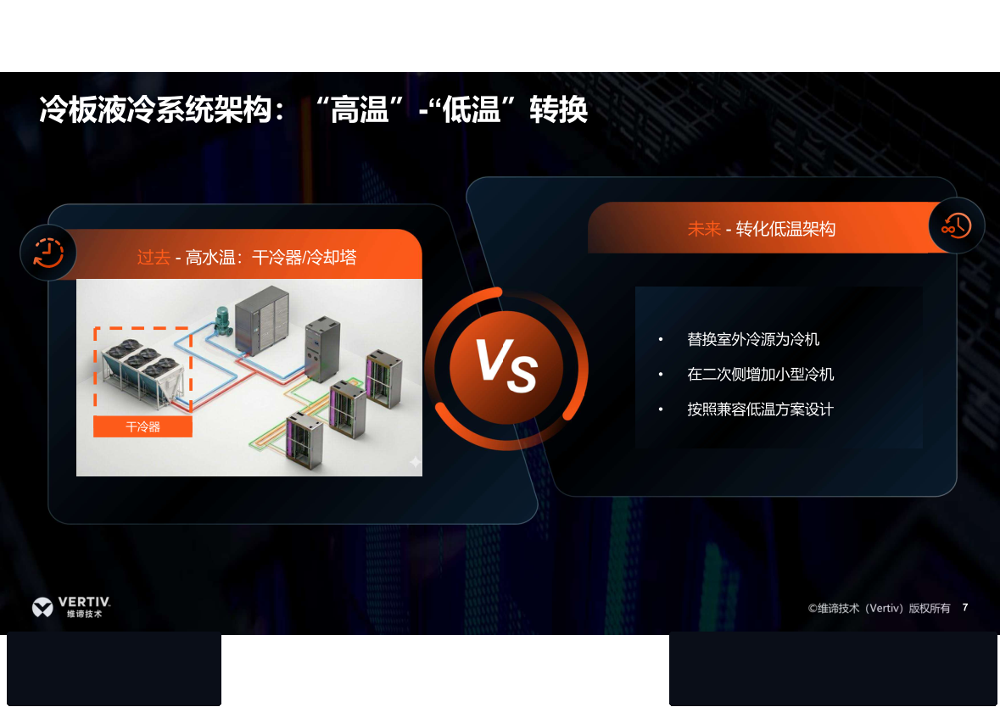 冷板液冷系统架构：“高温”-“低温”转换
过去 - 高水温：干冷器/冷却塔
干冷器
VS
未来 - 转化低温架构
• 替换室外冷源为冷机
• 在二次侧增加小型冷机
• 按照兼容低温方案设计
VERTIV™
维谛技术
©维谛技术（Vertiv）版权所有 7